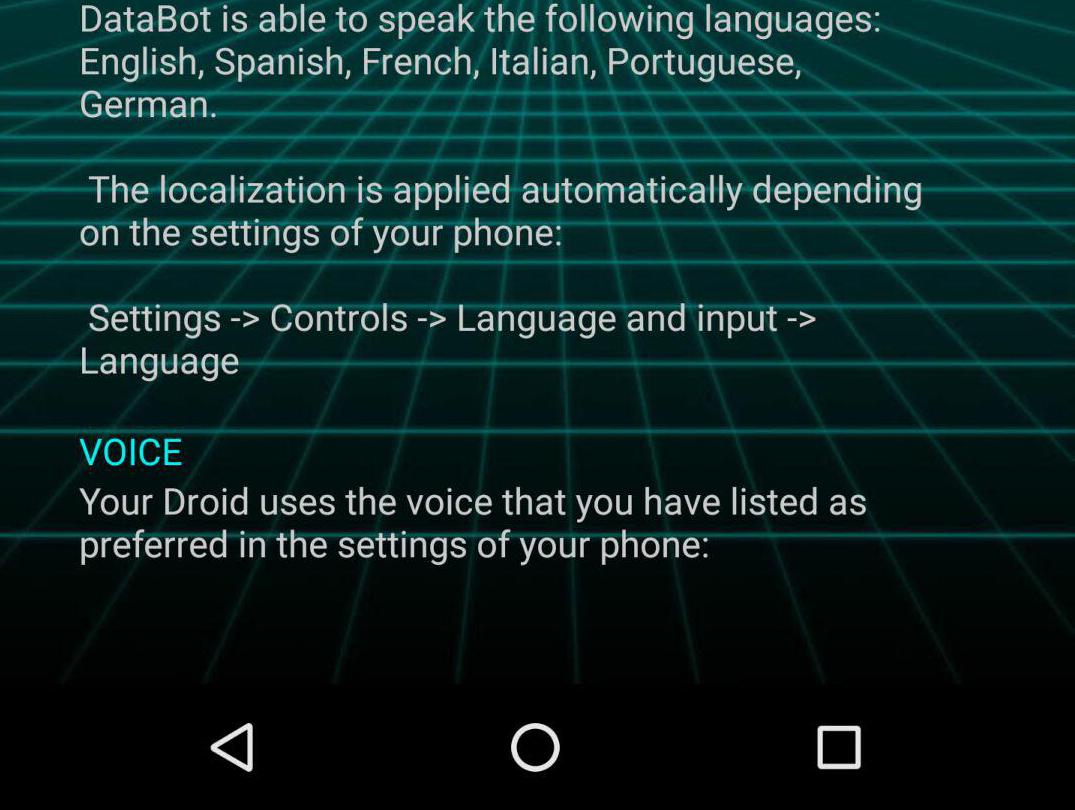 DataBot is able to speak the following languages:
English, Spanish, French, Italian, Portuguese,
German.
The localization is applied automatically depending
on the settings of your phone:
Settings -> Controls -> Language and input ->
Language
VOICE
Your Droid uses the voice that you have listed as
preferred in the settings of your phone: